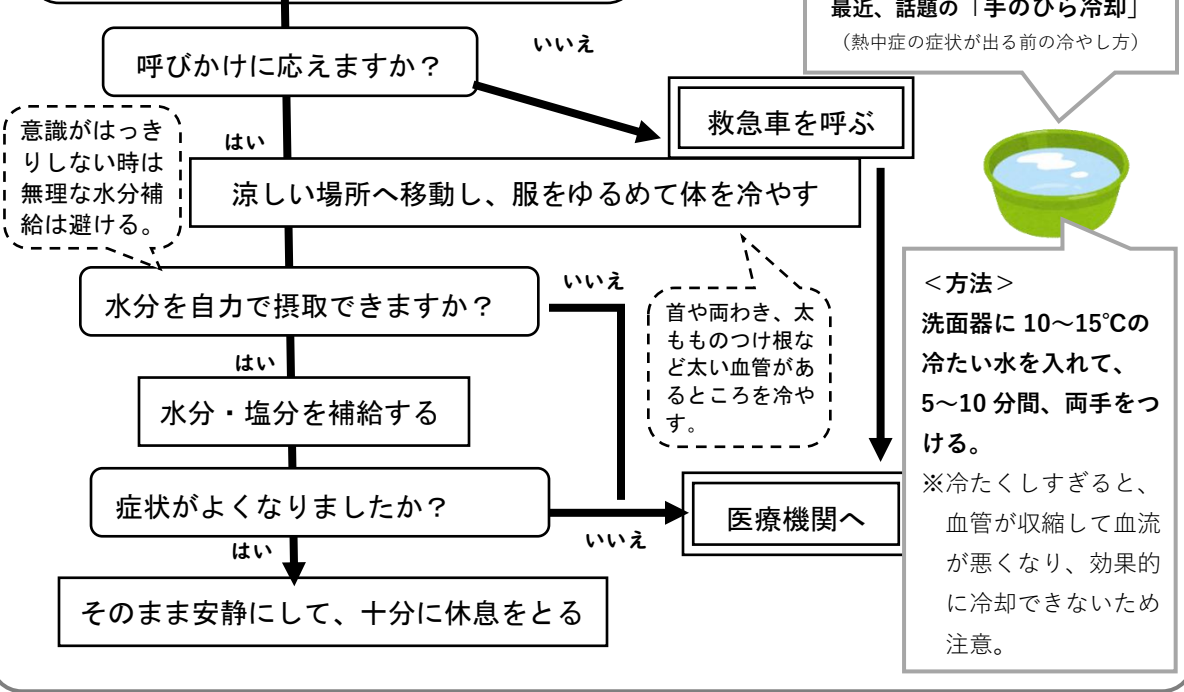 最近、話題の「手のひら冷却」
（熱中症の症状が出る前の冷やし方）
いいえ
呼びかけに応えますか？
救急車を呼ぶ
意識がはっき
りしない時は
無理な水分補
給は避ける。
はい
涼しい場所へ移動し、服をゆるめて体を冷やす
水分を自力で摂取できますか？
いいえ
首や両わき、太
もものつけ根な
ど太い血管があ
るところを冷や
す。
はい
水分・塩分を補給する
症状がよくなりましたか？
いいえ
医療機関へ
はい
そのまま安静にして、十分に休息をとる
＜方法＞
洗面器に 10～15℃の
冷たい水を入れて、
5～10 分間、両手をつ
ける。
※冷たくしすぎると、
血管が収縮して血流
が悪くなり、効果的
に冷却できないため
注意。